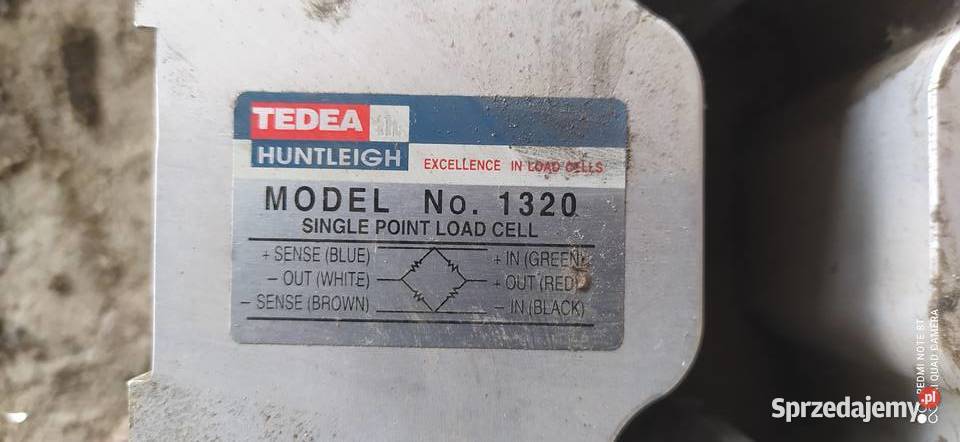 TEDEA
HUNTLEIGH
EXCELLENCE IN LOAD CELLS
MODEL No. 1320
SINGLE POINT LOAD CELL
+ SENSE (BLUE) + IN (GREEN)
- OUT (WHITE) + OUT (RED)
- SENSE (BROWN) - IN (BLACK)
REDMI NOTE 8T
QUAD CAMERA
Sprzedajemy.pl